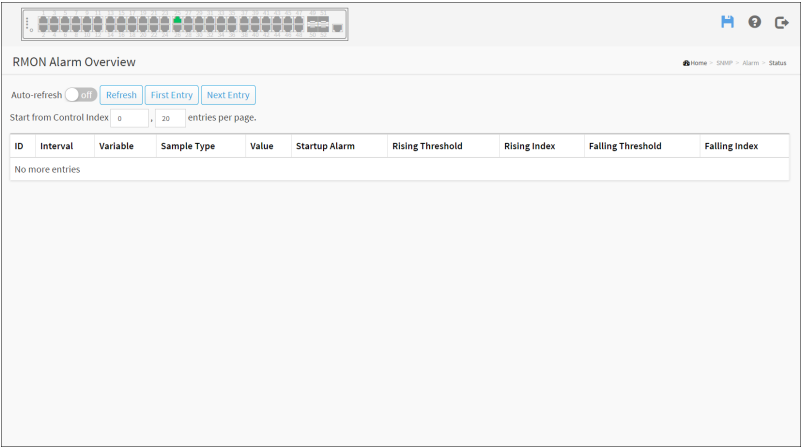 RMON Alarm Overview
Home > SNMP > Alarm > Status
Auto-refresh off Refresh First Entry Next Entry
Start from Control Index 0 , 20 entries per page.
ID Interval Variable Sample Type Value Startup Alarm Rising Threshold Rising Index Falling Threshold Falling Index
No more entries